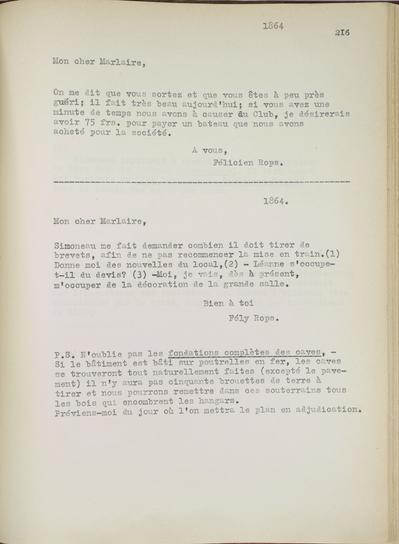 1864
216
Mon cher Marlaire,
On me dit que vous sortez et que vous êtes à peu près
guéri; il fait très beau aujourd'hui; si vous avez une
minute de temps nous avons à causer du Club, je désirerais
avoir 75 frs. pour payer un bateau que nous avons
acheté pour la société.
A vous,
Félicien Rops.
1864.
Mon cher Marlaire,
Simoneau me fait demander combien il doit tirer de
brevets, afin de ne pas recommencer la mise en train.(1)
Donne moi des nouvelles du local,(2) - Léanne s'occupe-
t-il du devis? (3) -Moi, je vais, dès à présent,
m'occuper de la décoration de la grande salle.
Bien à toi
Fély Rops.
P.S. N'oublie pas les fondations complètes des caves, -
Si le bâtiment est bâti sur poutrelles en fer, les caves
se trouveront tout naturellement faites (excepté le pave-
ment) il n'y aura pas cinquante brouettes de terre à
tirer et nous pourrons remettre dans ces souterrains tous
les bois qui encombrent les hangars.
Préviens-moi du jour où l'on mettra le plan en adjudication.